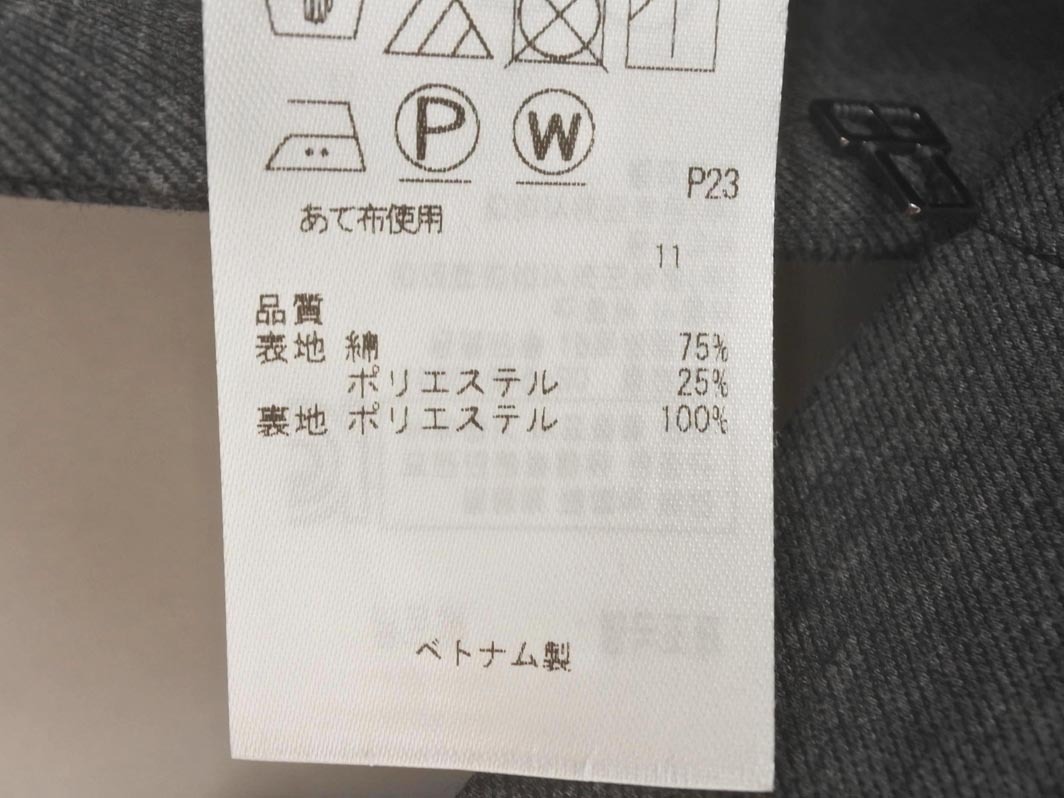 P W
P23
あて布使用
11
品質
表地 綿 75%
ポリエステル 25%
裏地 ポリエステル 100%
ベトナム製